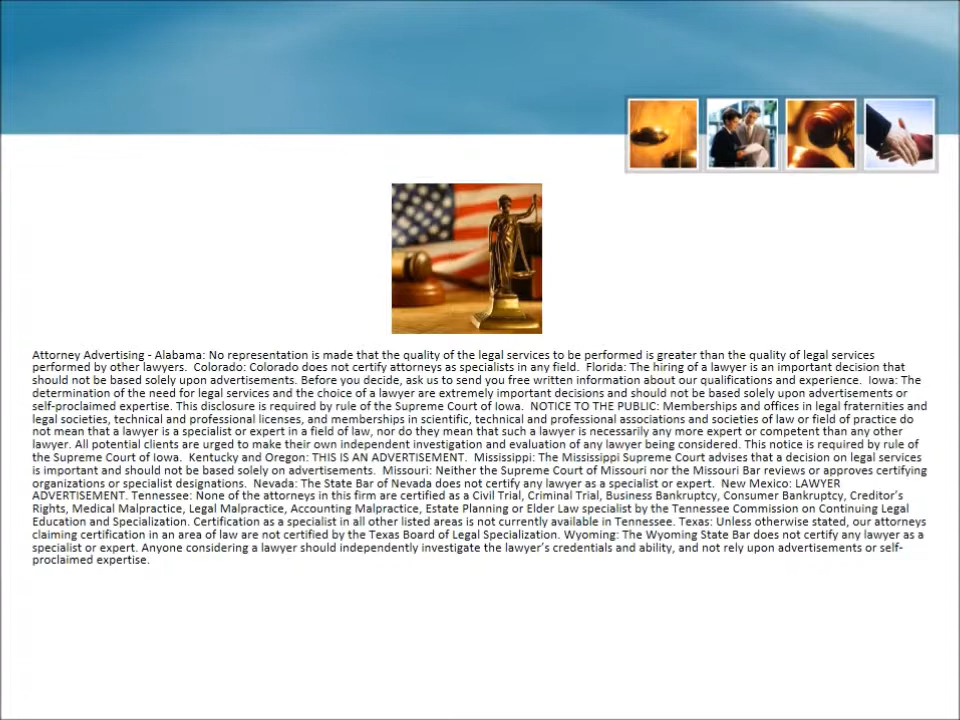 Attorney Advertising - Alabama: No representation is made that the quality of the legal services to be performed is greater than the quality of legal services
performed by other lawyers.  Colorado: Colorado does not certify attorneys as specialists in any field.  Florida: The hiring of a lawyer is an important decision that
should not be based solely upon advertisements. Before you decide, ask us to send you free written information about our qualifications and experience.  Iowa: The
determination of the need for legal services and the choice of a lawyer are extremely important decisions and should not be based solely upon advertisements or
self-proclaimed expertise. This disclosure is required by rule of the Supreme Court of Iowa.  NOTICE TO THE PUBLIC: Memberships and offices in legal fraternities and
legal societies, technical and professional licenses, and memberships in scientific, technical and professional associations and societies of law or field of practice do
not mean that a lawyer is a specialist or expert in a field of law, nor do they mean that such a lawyer is necessarily any more expert or competent than any other
lawyer. All potential clients are urged to make their own independent investigation and evaluation of any lawyer being considered. This notice is required by rule of
the Supreme Court of Iowa.  Kentucky and Oregon: THIS IS AN ADVERTISEMENT.  Mississippi: The Mississippi Supreme Court advises that a decision on legal services
is important and should not be based solely on advertisements.  Missouri: Neither the Supreme Court of Missouri nor the Missouri Bar reviews or approves certifying
organizations or specialist designations.  Nevada: The State Bar of Nevada does not certify any lawyer as a specialist or expert.  New Mexico: LAWYER
ADVERTISEMENT. Tennessee: None of the attorneys in this firm are certified as a Civil Trial, Criminal Trial, Business Bankruptcy, Consumer Bankruptcy, Creditor's
Rights, Medical Malpractice, Legal Malpractice, Accounting Malpractice, Estate Planning or Elder Law specialist by the Tennessee Commission on Continuing Legal
Education and Specialization. Certification as a specialist in all other listed areas is not currently available in Tennessee. Texas: Unless otherwise stated, our attorneys
claiming certification in an area of law are not certified by the Texas Board of Legal Specialization. Wyoming: The Wyoming State Bar does not certify any lawyer as a
specialist or expert. Anyone considering a lawyer should independently investigate the lawyer's credentials and ability, and not rely upon advertisements or self-
proclaimed expertise.